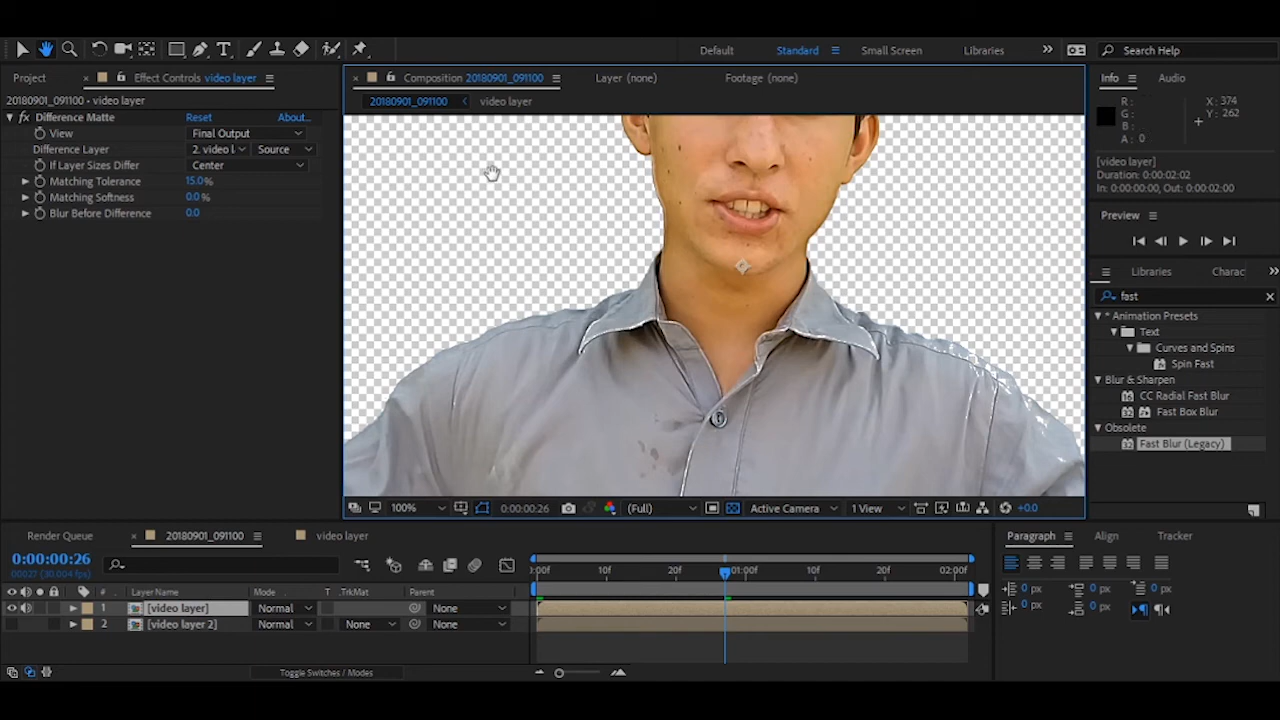 Default
Standard
Small Screen
Libraries
Search Help
Project
Effect Controls video layer
Composition 20180901_091100
Layer (none)
Footage (none)
Info
Audio
20180901_091100 • video layer
20180901_091100
video layer
fx Difference Matte Reset About...
View Final Output
Difference Layer 2. video l Source
If Layer Sizes Differ Center
Matching Tolerance 15.0%
Matching Softness 0.0 %
Blur Before Difference 0.0
R :
G :
B :
A : 0
X : 374
Y : 262
[video layer]
Duration: 0:00:02:02
In: 0:00:00:00, Out: 0:00:02:00
Preview
Libraries
Charac
fast
* Animation Presets
Text
Curves and Spins
Spin Fast
Blur & Sharpen
CC Radial Fast Blur
Fast Box Blur
Obsolete
Fast Blur (Legacy)
100%
0:00:00:26
(Full)
Active Camera
1 View
+0.0
Render Queue
20180901_091100
video layer
0:00:00:26
00027 (30.004 fps)
# Layer Name Mode T .TrkMat Parent
1 [video layer] Normal None
2 [video layer 2] Normal None None
Toggle Switches / Modes
:00f 10f 20f 01:00f 10f 20f 02:00f
Paragraph
Align
Tracker
0 px
0 px
0 px
0 px
0 px